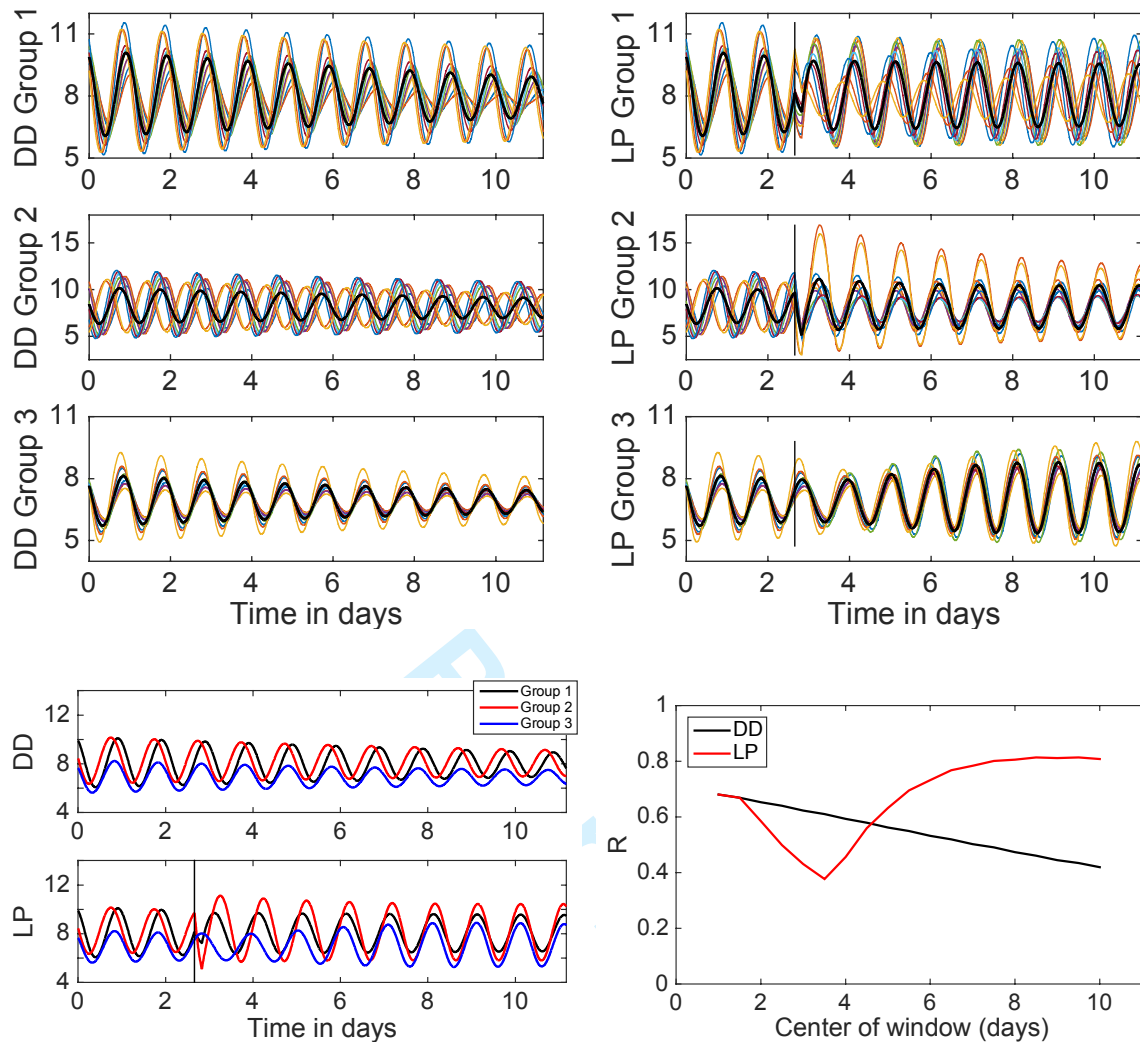 DD Group 1
11
8
5
0 2 4 6 8 10
LP Group 1
11
8
5
0 2 4 6 8 10
DD Group 2
15
10
5
0 2 4 6 8 10
LP Group 2
15
10
5
0 2 4 6 8 10
DD Group 3
11
8
5
0 2 4 6 8 10
Time in days
LP Group 3
11
8
5
0 2 4 6 8 10
Time in days
DD
12
8
4
0 2 4 6 8 10
Group 1
Group 2
Group 3
LP
12
8
4
0 2 4 6 8 10
Time in days
R
1
0.8
0.6
0.4
0.2
0
DD
LP
0 2 4 6 8 10
Center of window (days)